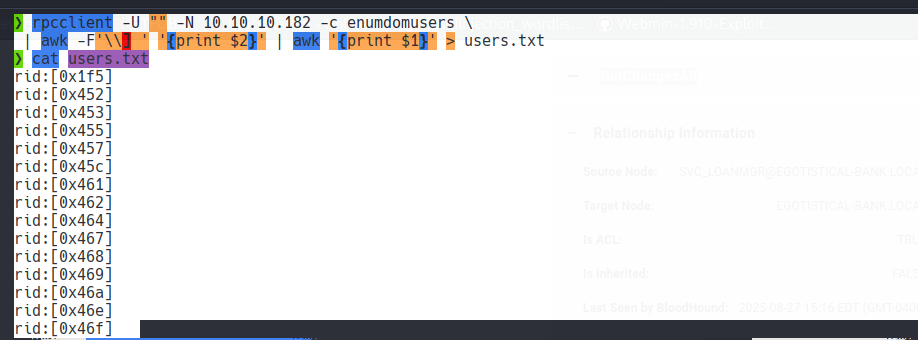 ❯ rpcclient -U "" -N 10.10.10.182 -c enumdomusers \
| awk -F'\\] ' '{print $2}' | awk '{print $1}' > users.txt
❯ cat users.txt
rid:[0x1f5]
rid:[0x452]
rid:[0x453]
rid:[0x455]
rid:[0x457]
rid:[0x45c]
rid:[0x461]
rid:[0x462]
rid:[0x464]
rid:[0x467]
rid:[0x468]
rid:[0x469]
rid:[0x46a]
rid:[0x46e]
rid:[0x46f]
Webmin-1.910-Exploit
GetChangesAll
Relationship Information
Source Node: SVC_LOANMGR@EGOTISTICAL-BANK.LOCA
Target Node: EGOTISTICAL-BANK.LOCA
Is ACL: TRU
Is Inherited: FALS
Last Seen by BloodHound: 2025-08-27 15:16 EDT (GMT-040